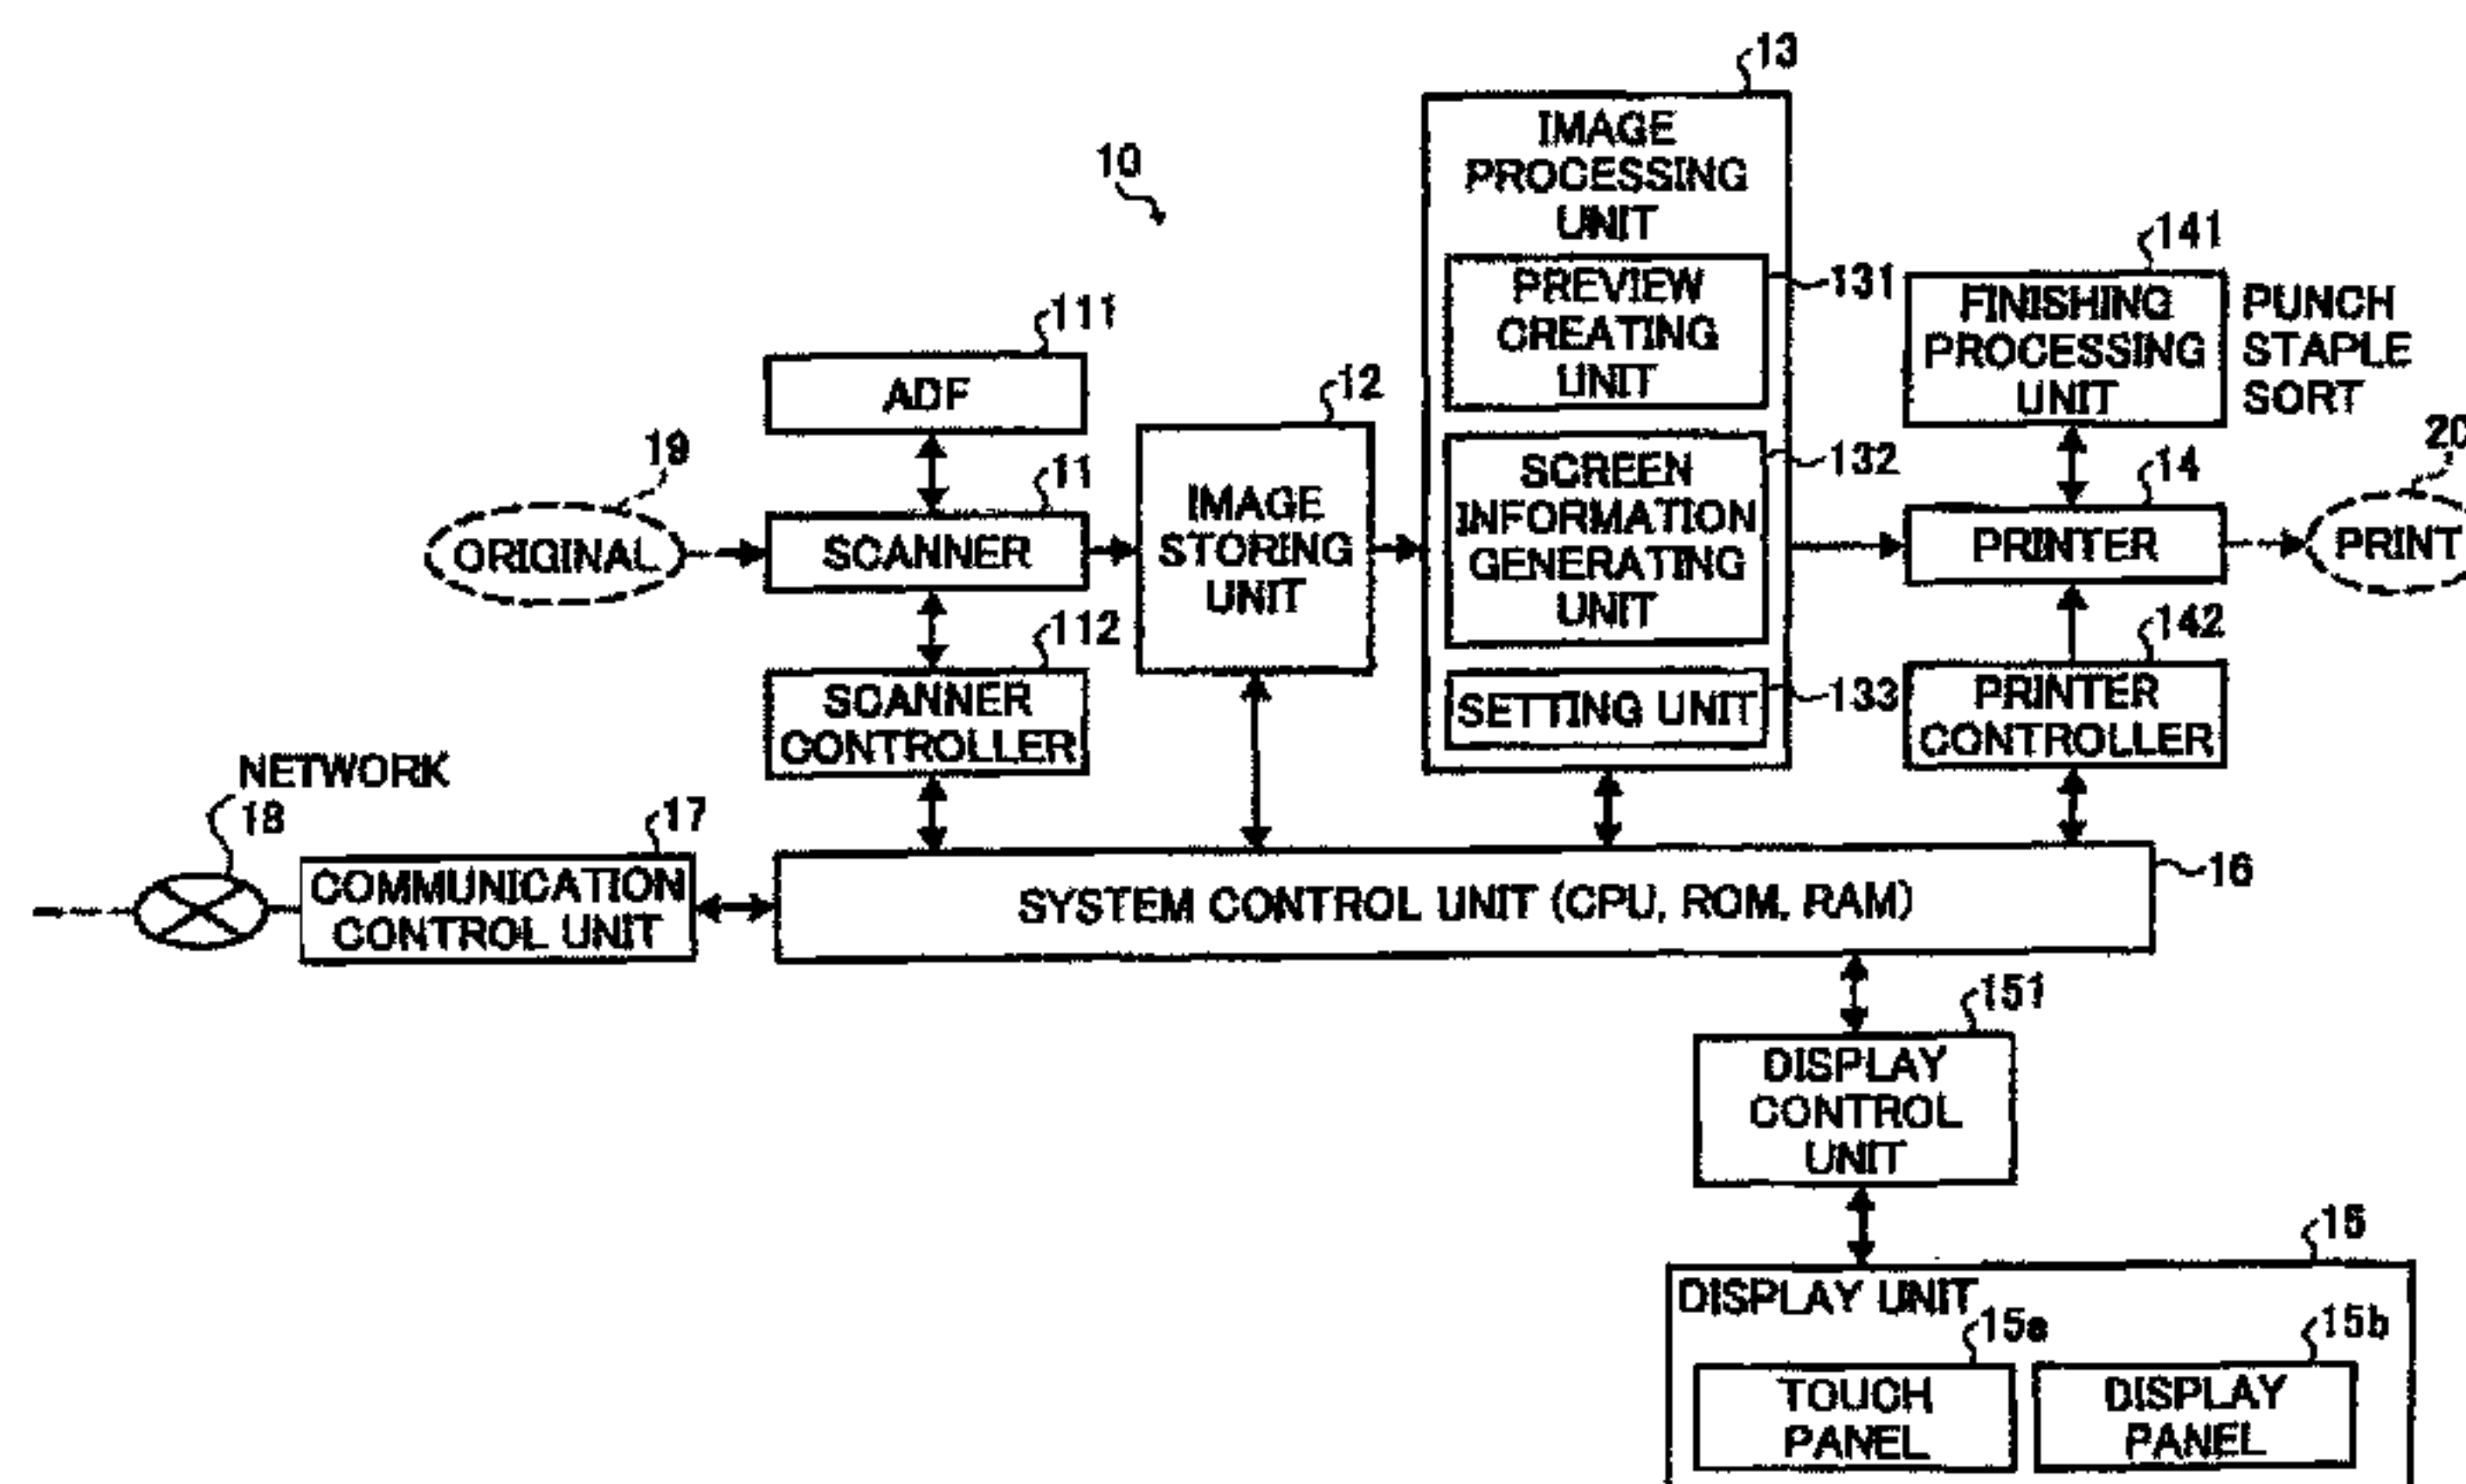 13
IMAGE
PROCESSING
UNIT
10
141
PREVIEW
CREATING
UNIT
131
FINISHING
PROCESSING
UNIT
PUNCH
STAPLE
SORT
111
ADF
12
19
11
SCREEN
INFORMATION
GENERATING
UNIT
132
14
20
ORIGINAL
SCANNER
IMAGE
STORING
UNIT
PRINTER
PRINT
112
142
SCANNER
CONTROLLER
SETTING UNIT
133
PRINTER
CONTROLLER
NETWORK
18
17
COMMUNICATION
CONTROL UNIT
SYSTEM CONTROL UNIT (CPU, ROM, RAM)
16
151
DISPLAY
CONTROL
UNIT
15
DISPLAY UNIT
15a
15b
TOUCH
PANEL
DISPLAY
PANEL